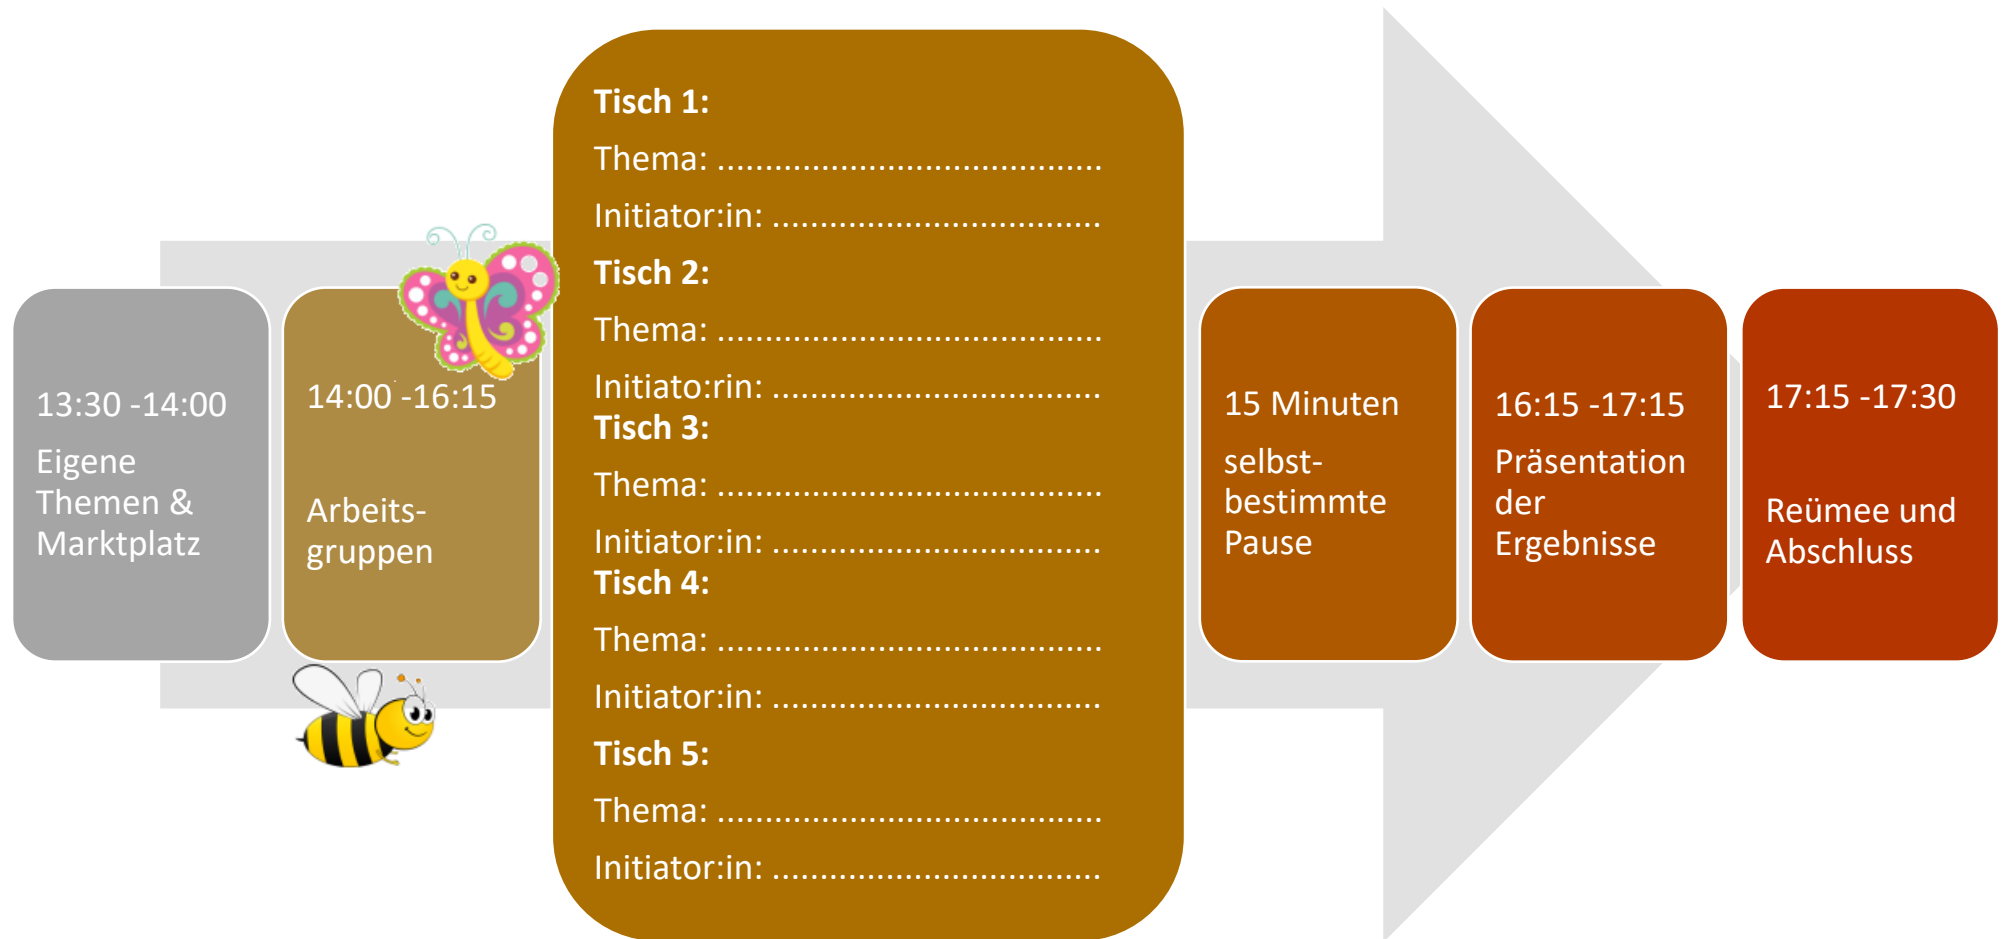 13:30 -14:00
Eigene
Themen &
Marktplatz
14:00 -16:15
Arbeits-
gruppen
Tisch 1:
Thema: ........................................
Initiator:in: ..................................
Tisch 2:
Thema: ........................................
Initiato:rin: ..................................
Tisch 3:
Thema: ........................................
Initiator:in: ..................................
Tisch 4:
Thema: ........................................
Initiator:in: ..................................
Tisch 5:
Thema: ........................................
Initiator:in: ..................................
15 Minuten
selbst-
bestimmte
Pause
16:15 -17:15
Präsentation
der
Ergebnisse
17:15 -17:30
Reümee und
Abschluss